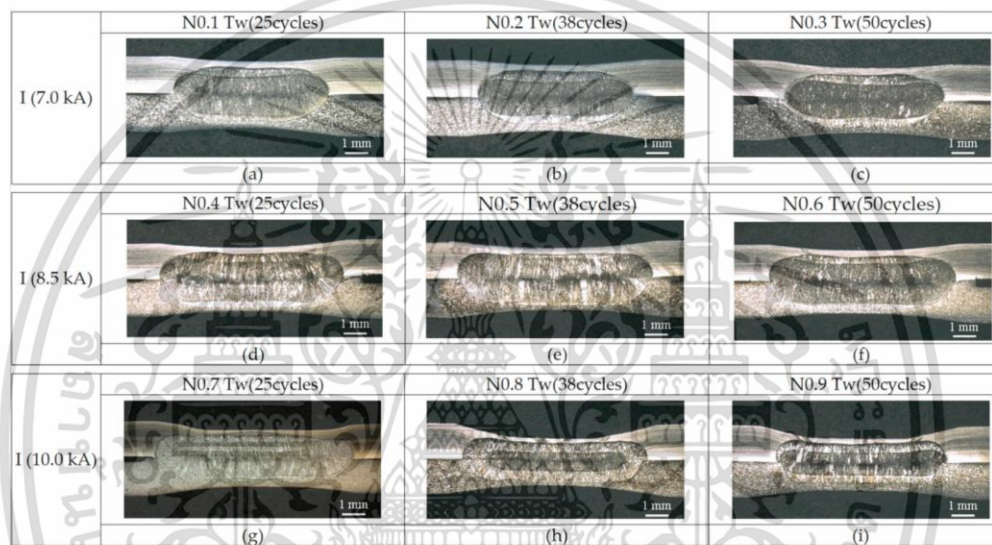 N0.1 Tw(25cycles) N0.2 Tw(38cycles) N0.3 Tw(50cycles)
I (7.0 kA)
1 mm 1 mm 1 mm
(a) (b) (c)
N0.4 Tw(25cycles) N0.5 Tw(38cycles) N0.6 Tw(50cycles)
I (8.5 kA)
1 mm 1 mm 1 mm
(d) (e) (f)
N0.7 Tw(25cycles) N0.8 Tw(38cycles) N0.9 Tw(50cycles)
I (10.0 kA)
1 mm 1 mm 1 mm
(g) (h) (i)